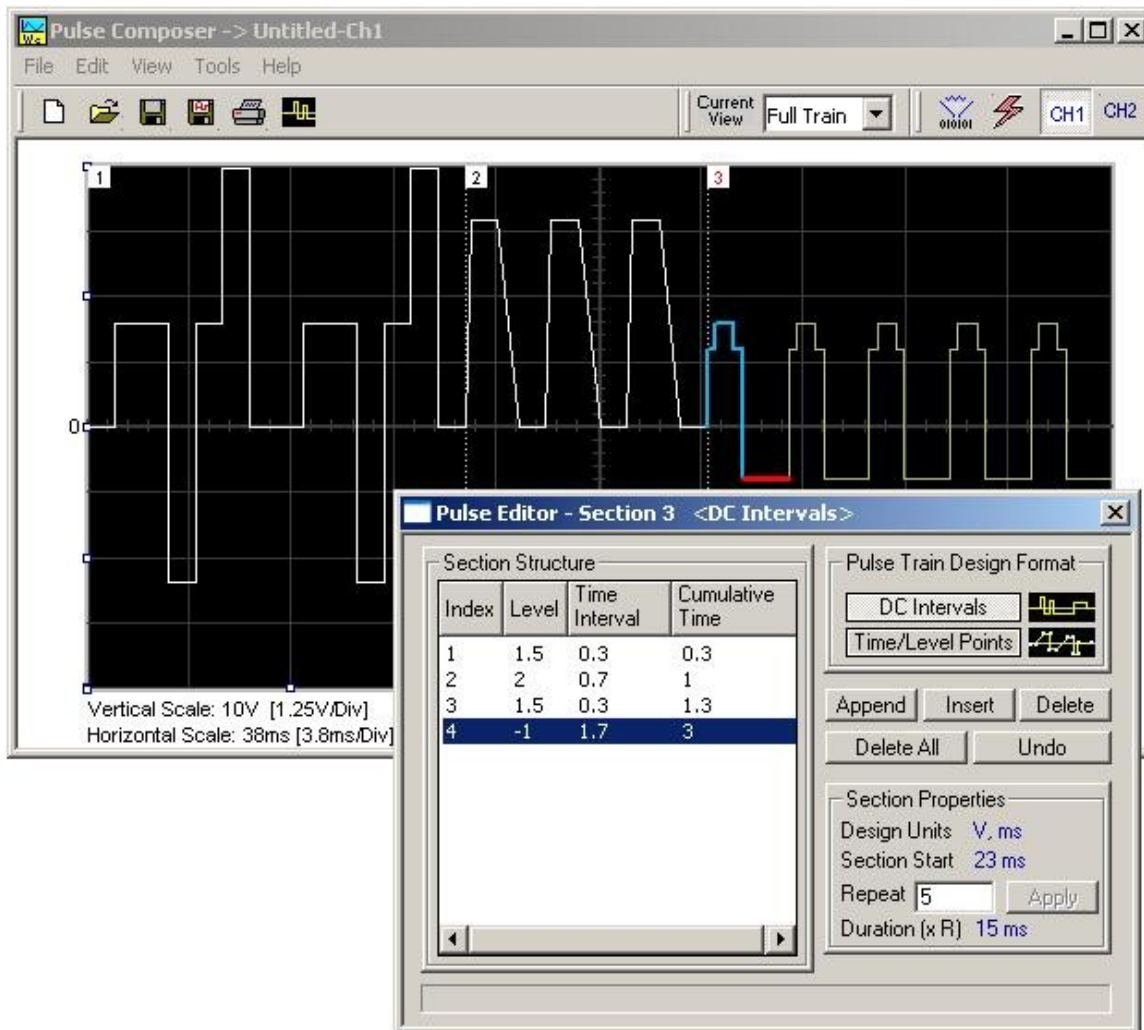 Pulse Composer -> Untitled-Ch1
File Edit View Tools Help
Current View Full Train CH1 CH2
1 2 3
0
Vertical Scale: 10V [1.25V/Div]
Horizontal Scale: 38ms [3.8ms/Div]
Pulse Editor - Section 3 <DC Intervals>
Section Structure
Index Level Time Interval Cumulative Time
1 1.5 0.3 0.3
2 2 0.7 1
3 1.5 0.3 1.3
4 -1 1.7 3
Pulse Train Design Format
DC Intervals
Time/Level Points
Append Insert Delete
Delete All Undo
Section Properties
Design Units V, ms
Section Start 23 ms
Repeat 5 Apply
Duration (x R) 15 ms